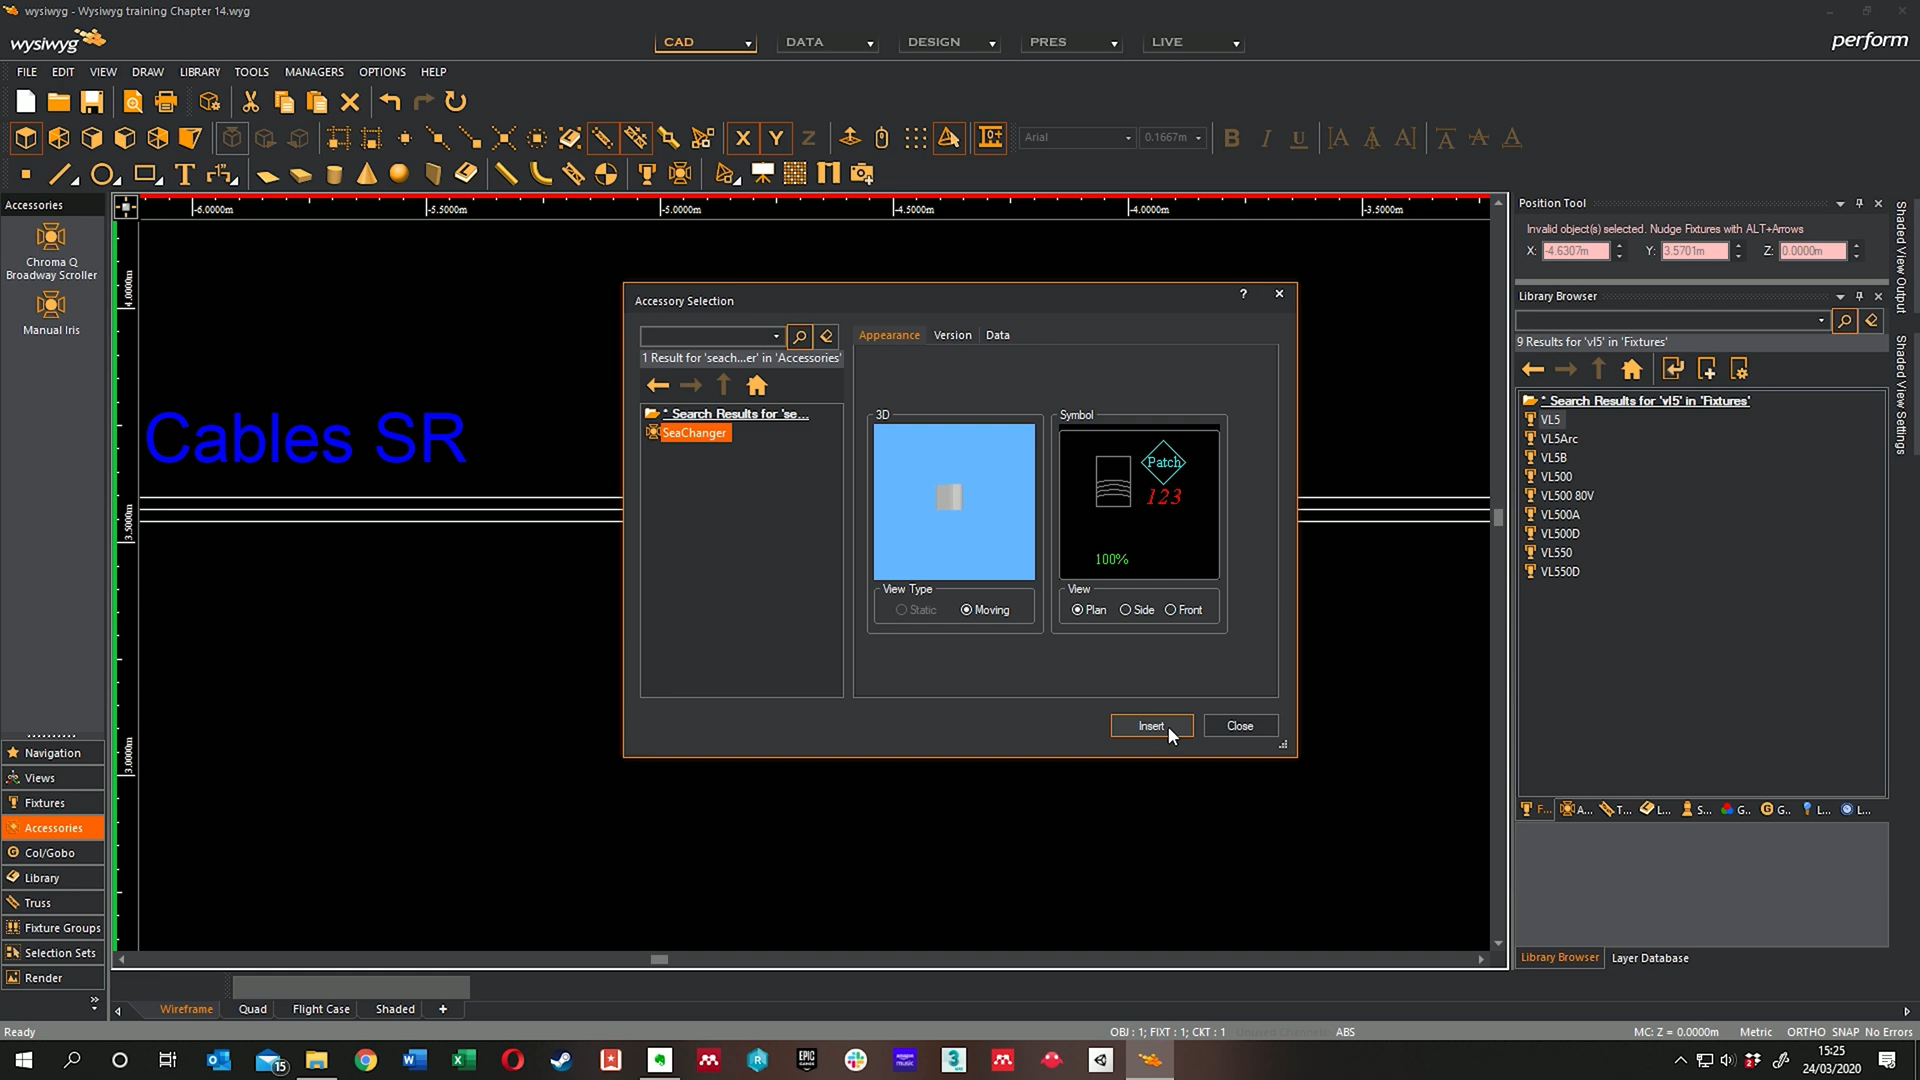 wysiwyg - Wysiwyg training Chapter 14.wyg
wysiwyg
CAD
DATA
DESIGN
PRES
LIVE
perform
FILE EDIT VIEW DRAW LIBRARY TOOLS MANAGERS OPTIONS HELP
X Y Z
Arial
0.1667m
B I U
Accessories
Chroma Q
Broadway Scroller
Manual Iris
-6.0000m -5.5000m -5.0000m -4.5000m -4.0000m -3.5000m
4.0000m
3.5000m
3.0000m
Cables SR
Accessory Selection
?
1 Result for 'seach...er' in 'Accessories'
* Search Results for 'se...
SeaChanger
Appearance Version Data
3D
View Type
Static Moving
Symbol
Patch
123
100%
View
Plan Side Front
Insert
Close
Position Tool
Invalid object(s) selected. Nudge Fixtures with ALT+Arrows
X: -4.6307m Y: 3.5701m Z: 0.0000m
Library Browser
9 Results for 'vl5' in 'Fixtures'
* Search Results for 'vl5' in 'Fixtures'
VL5
VL5Arc
VL5B
VL500
VL500 80V
VL500A
VL500D
VL550
VL550D
F... A... T... L... S... G.. G.. L... L...
Library Browser Layer Database
Shaded View Output
Shaded View Settings
Navigation
Views
Fixtures
Accessories
Col/Gobo
Library
Truss
Fixture Groups
Selection Sets
Render
Wireframe Quad Flight Case Shaded +
Ready
OBJ : 1; FIXT : 1; CKT : 1
ABS
MC: Z = 0.0000m Metric ORTHO SNAP No Errors
15
EPIC
GAMES
amazon
music
3
15:25
24/03/2020